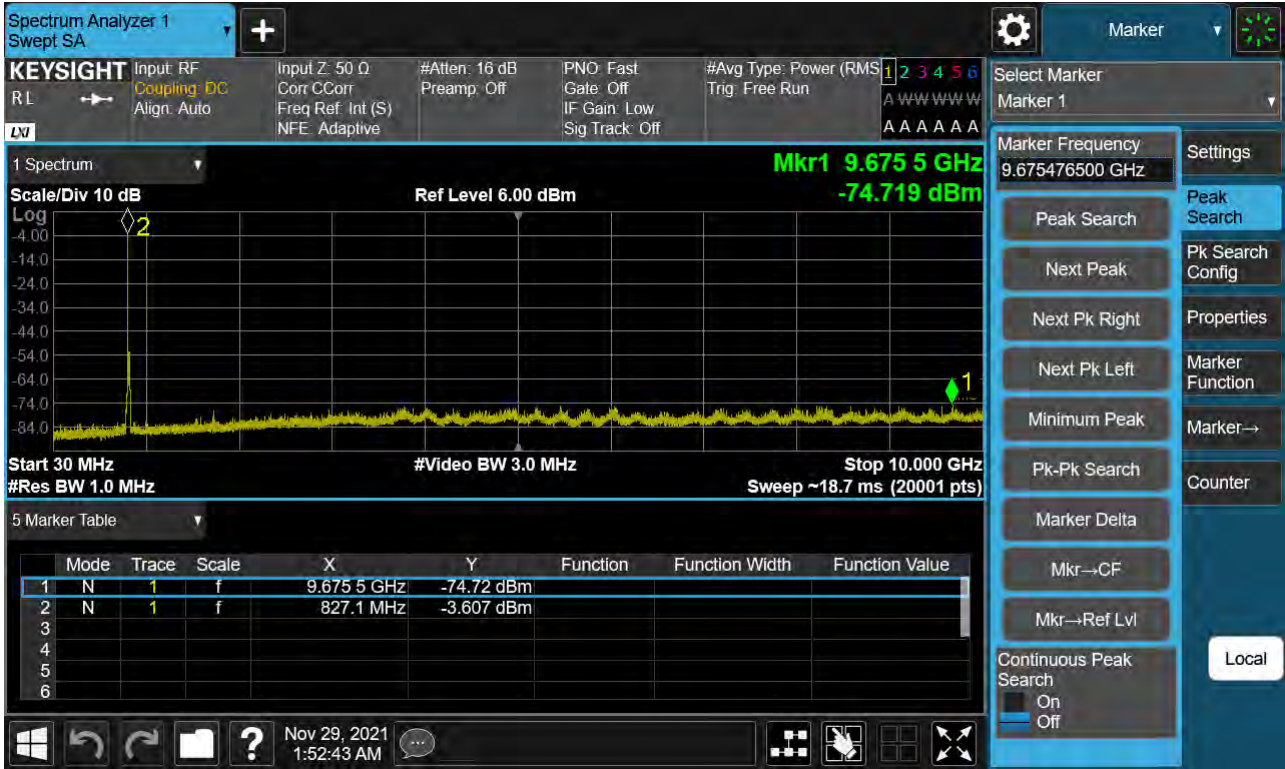 Spectrum Analyzer 1
Swept SA
+
Marker
KEYSIGHT
RL
LXI
Input: RF
Coupling: DC
Align: Auto
Input Z: 50 Ω
Corr CCorr
Freq Ref: Int (S)
NFE: Adaptive
#Atten: 16 dB
Preamp: Off
PNO: Fast
Gate: Off
IF Gain: Low
Sig Track: Off
#Avg Type: Power (RMS
Trig: Free Run
1 2 3 4 5 6
A W W W W W
A A A A A A
Select Marker
Marker 1
1 Spectrum
Mkr1 9.675 5 GHz
Scale/Div 10 dB
Ref Level 6.00 dBm
-74.719 dBm
Log
-4.00
-14.0
-24.0
-34.0
-44.0
-54.0
-64.0
-74.0
-84.0
2
1
Start 30 MHz
#Video BW 3.0 MHz
Stop 10.000 GHz
#Res BW 1.0 MHz
Sweep ~18.7 ms (20001 pts)
5 Marker Table
Mode Trace Scale X Y Function Function Width Function Value
1 N 1 f 9.675 5 GHz -74.72 dBm
2 N 1 f 827.1 MHz -3.607 dBm
3
4
5
6
Marker Frequency
9.675476500 GHz
Peak Search
Next Peak
Next Pk Right
Next Pk Left
Minimum Peak
Pk-Pk Search
Marker Delta
Mkr→CF
Mkr→Ref Lvl
Continuous Peak
Search
On
Off
Settings
Peak
Search
Pk Search
Config
Properties
Marker
Function
Marker→
Counter
Local
?
Nov 29, 2021
1:52:43 AM